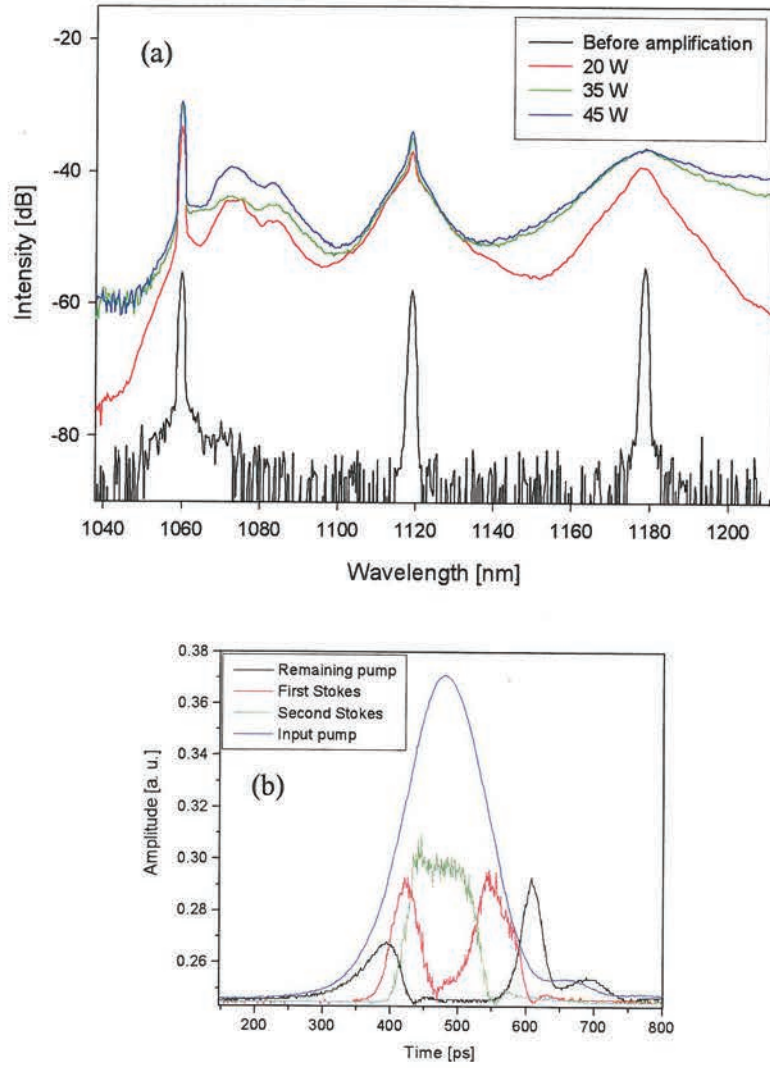 -20
(a)
Before amplification
20 W
35 W
45 W
-40
-60
-80
Intensity [dB]
1040 1060 1080 1100 1120 1140 1160 1180 1200
Wavelength [nm]
0.38
Remaining pump
First Stokes
Second Stokes
Input pump
0.36
(b)
0.34
0.32
0.30
0.28
0.26
Amplitude [a. u.]
200 300 400 500 600 700 800
Time [ps]